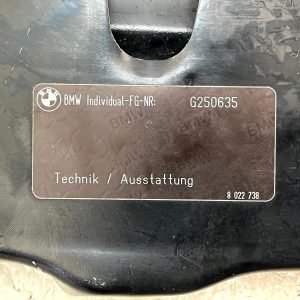 BMW Individual-FG-NR: G250635
Technik / Ausstattung
8 022 738